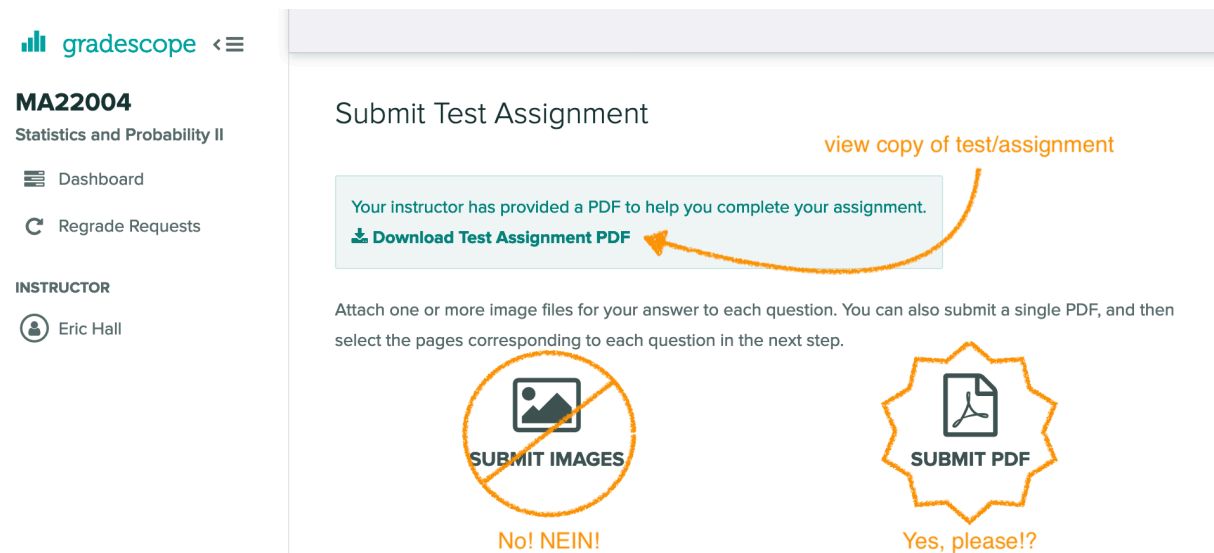 gradescope
MA22004
Statistics and Probability II
Dashboard
Regrade Requests
INSTRUCTOR
Eric Hall
Submit Test Assignment
view copy of test/assignment
Your instructor has provided a PDF to help you complete your assignment.
Download Test Assignment PDF
Attach one or more image files for your answer to each question. You can also submit a single PDF, and then
select the pages corresponding to each question in the next step.
SUBMIT IMAGES
No! NEIN!
SUBMIT PDF
Yes, please!?